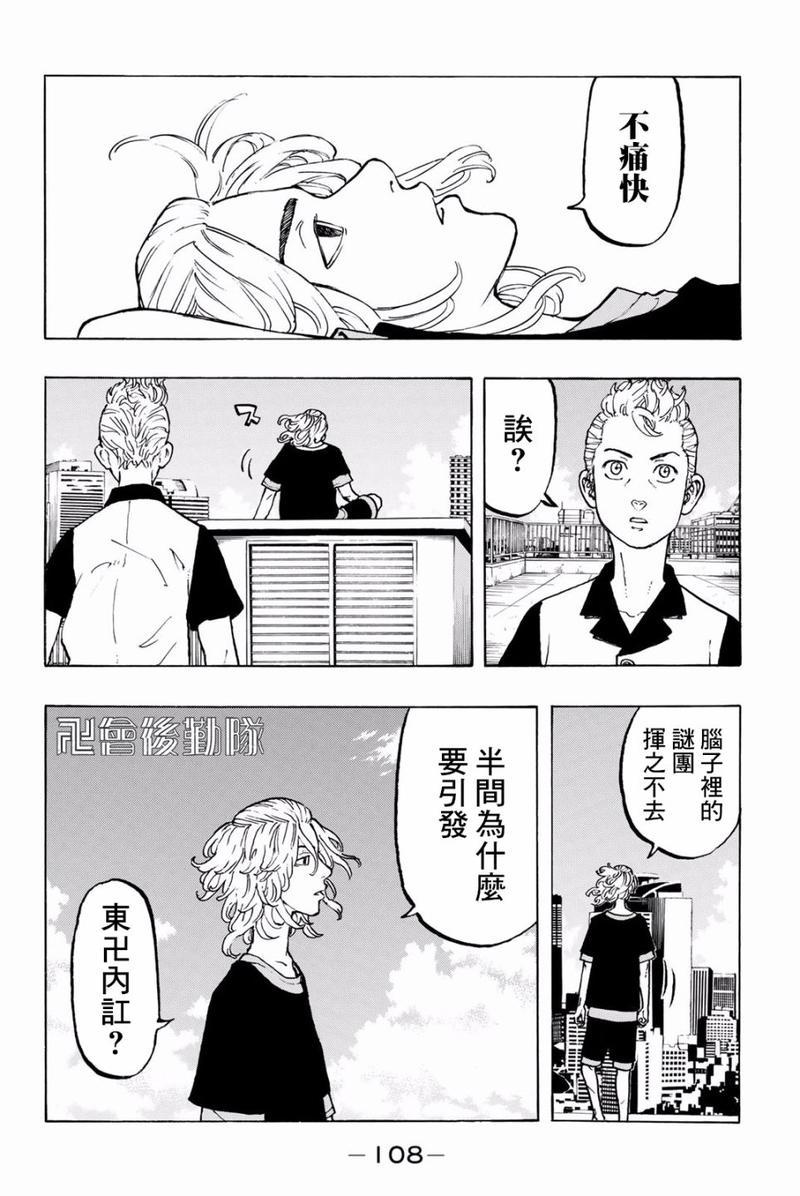 不痛快
誒？
ス
腦子裡的
謎團
揮之不去
半間為什麼
要引發
東卍內訌？
卍會後勤隊
—108—